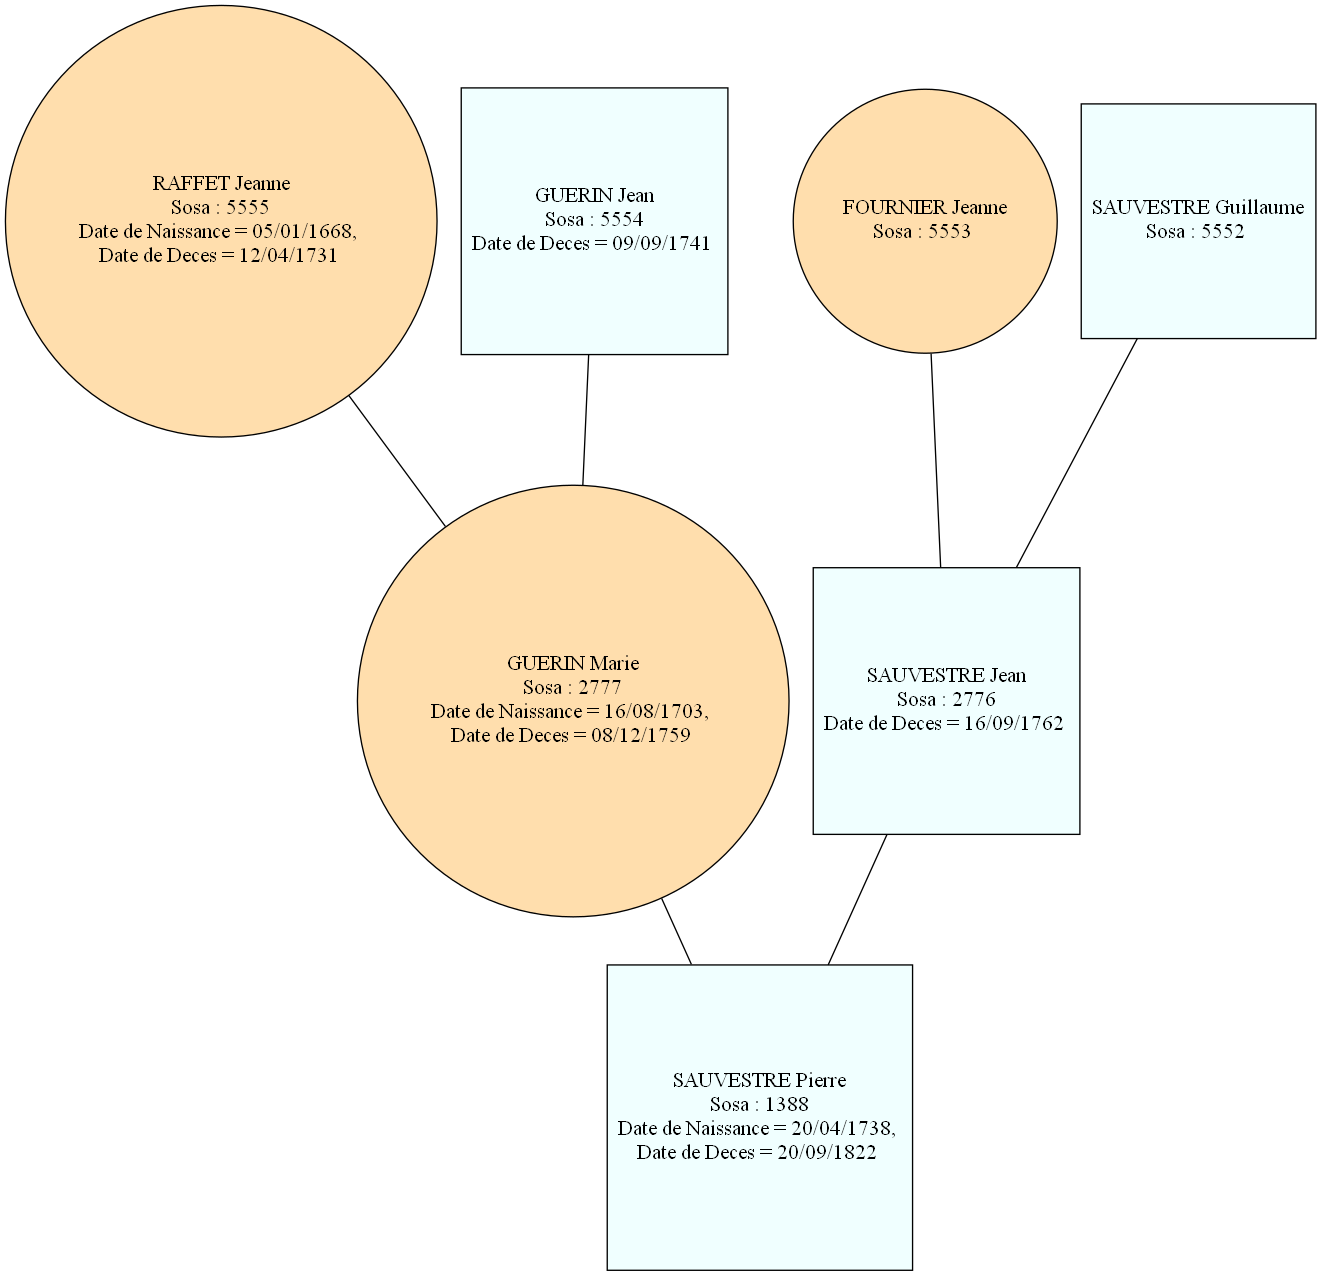 RAFFET Jeanne
Sosa : 5555
Date de Naissance = 05/01/1668,
Date de Deces = 12/04/1731
GUERIN Jean
Sosa : 5554
Date de Deces = 09/09/1741
FOURNIER Jeanne
Sosa : 5553
SAUVESTRE Guillaume
Sosa : 5552
GUERIN Marie
Sosa : 2777
Date de Naissance = 16/08/1703,
Date de Deces = 08/12/1759
SAUVESTRE Jean
Sosa : 2776
Date de Deces = 16/09/1762
SAUVESTRE Pierre
Sosa : 1388
Date de Naissance = 20/04/1738,
Date de Deces = 20/09/1822